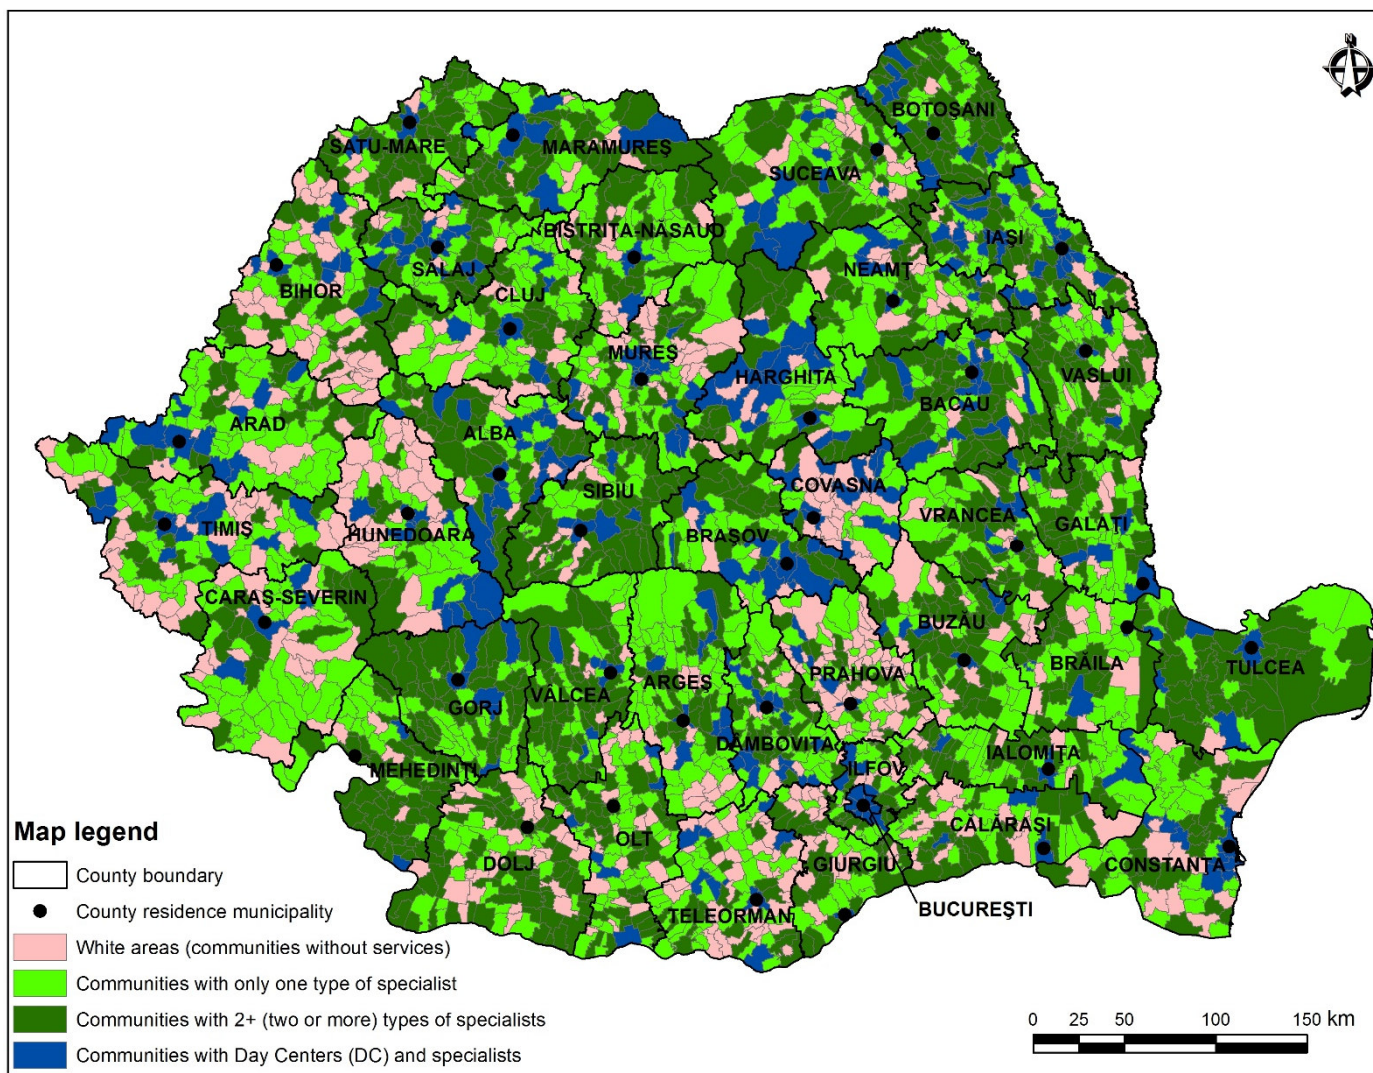 N
BOTOŞANI
SATU-MARE
MARAMUREŞ
SUCEAVA
BISTRIŢA-NĂSAUD
IAŞI
SĂLAJ
NEAMŢ
BIHOR
CLUJ
MUREŞ
HARGHITA
VASLUI
BACĂU
ARAD
ALBA
COVASNA
SIBIU
VRANCEA
GALAŢI
TIMIŞ
HUNEDOARA
BRAŞOV
CARAŞ-SEVERIN
BUZĂU
BRĂILA
TULCEA
PRAHOVA
ARGEŞ
VÂLCEA
GORJ
DÂMBOVIŢA
IALOMIŢA
MEHEDINŢI
ILFOV
CĂLĂRAŞI
OLT
DOLJ
GIURGIU
CONSTANŢA
TELEORMAN
BUCUREŞTI
Map legend
County boundary
County residence municipality
White areas (communities without services)
Communities with only one type of specialist
Communities with 2+ (two or more) types of specialists
Communities with Day Centers (DC) and specialists
0 25 50 100 150 km